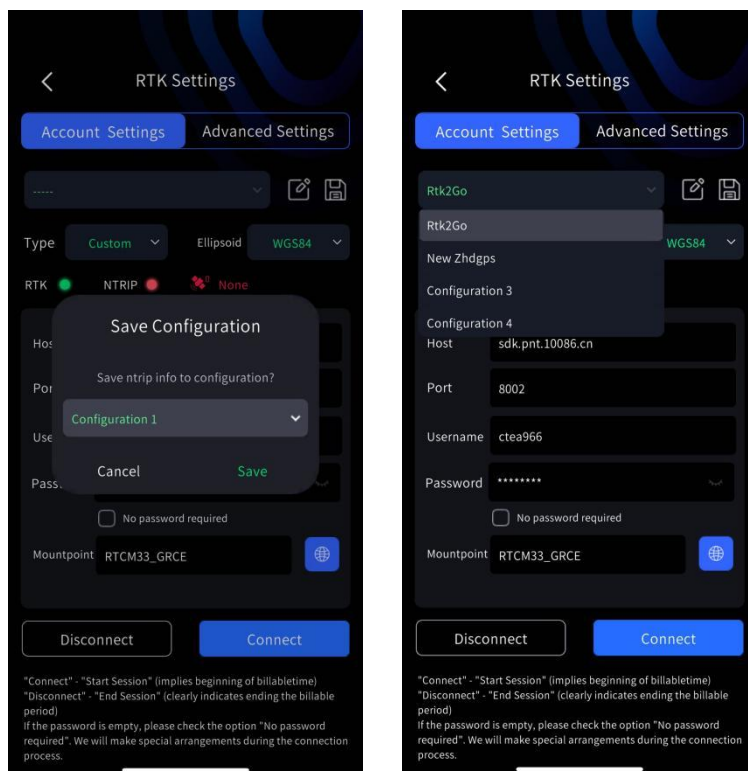 RTK Settings
Account Settings
Advanced Settings
-----
Type
Custom
Ellipsoid
WGS84
RTK
NTRIP
0
None
Save Configuration
Save ntrip info to configuration?
Configuration 1
Cancel
Save
Hos
Por
Use
Pass
No password required
Mountpoint
RTCM33_GRCE
Disconnect
Connect
"Connect" - "Start Session" (implies beginning of billabletime)
"Disconnect" - "End Session" (clearly indicates ending the billable
period)
If the password is empty, please check the option "No password
required". We will make special arrangements during the connection
process.
RTK Settings
Account Settings
Advanced Settings
Rtk2Go
Rtk2Go
New Zhdgps
Configuration 3
Configuration 4
WGS84
Host
sdk.pnt.10086.cn
Port
8002
Username
ctea966
Password
********
No password required
Mountpoint
RTCM33_GRCE
Disconnect
Connect
"Connect" - "Start Session" (implies beginning of billabletime)
"Disconnect" - "End Session" (clearly indicates ending the billable
period)
If the password is empty, please check the option "No password
required". We will make special arrangements during the connection
process.